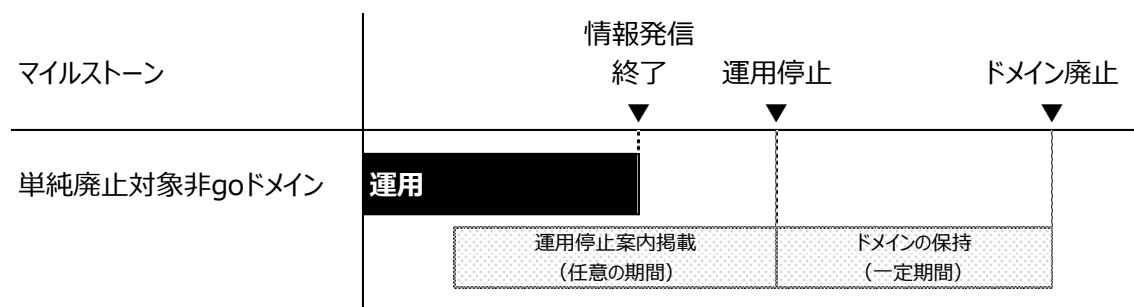 情報発信
マイルストーン
終了
運用停止
ドメイン廃止
▼
▼
▼
単純廃止対象非goドメイン
運用
運用停止案内掲載
（任意の期間）
ドメインの保持
（一定期間）